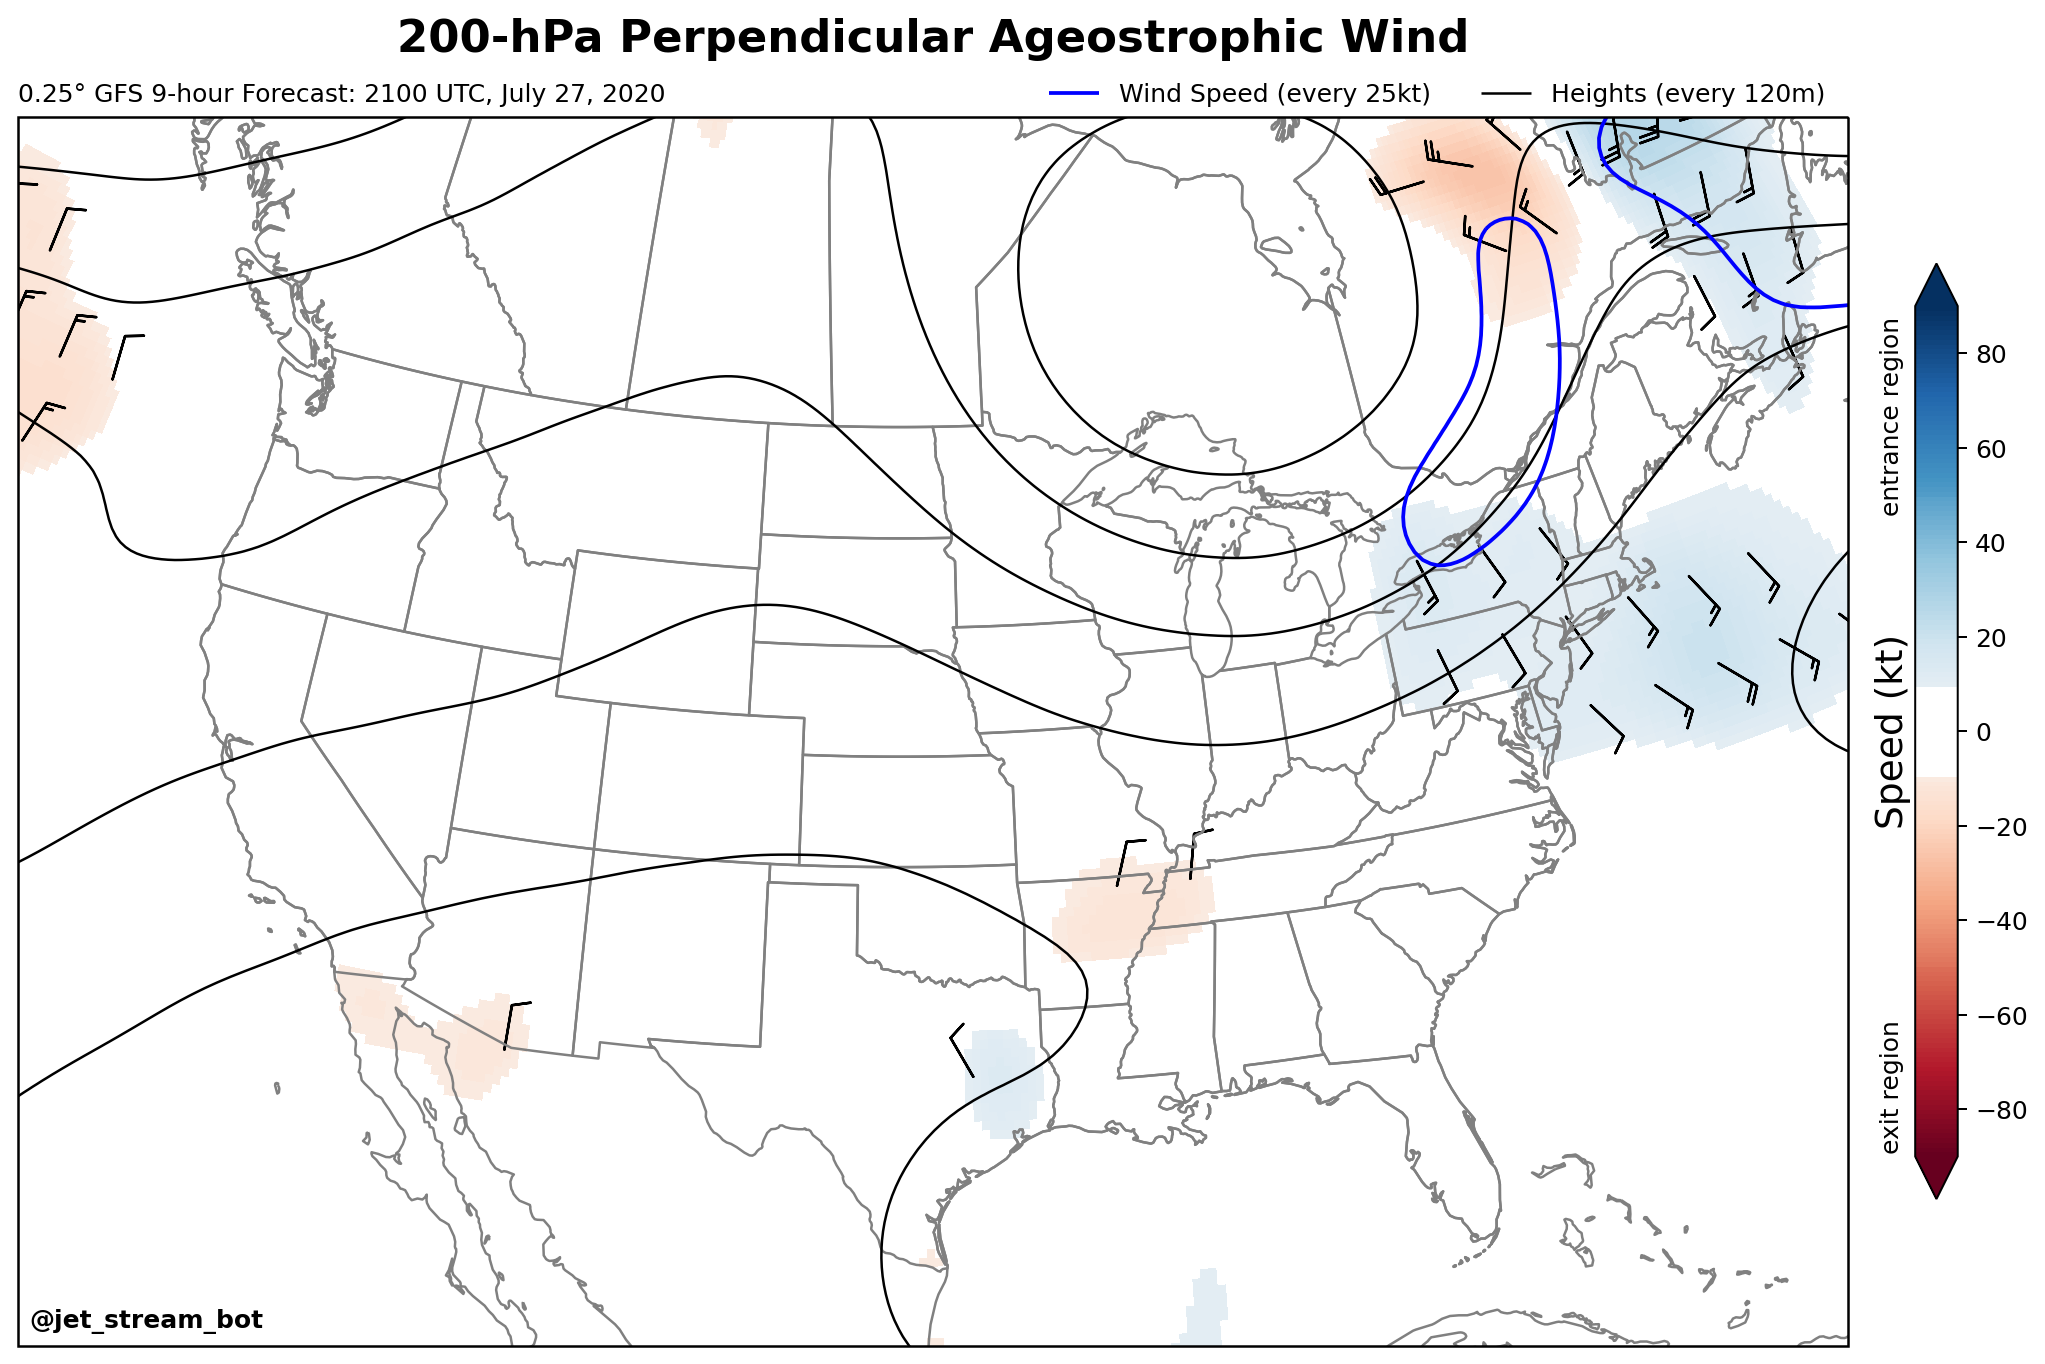 200-hPa Perpendicular Ageostrophic Wind
0.25° GFS 9-hour Forecast: 2100 UTC, July 27, 2020
Wind Speed (every 25kt)
Heights (every 120m)
entrance region
Speed (kt)
exit region
80
60
40
20
0
−20
−40
−60
−80
@jet_stream_bot